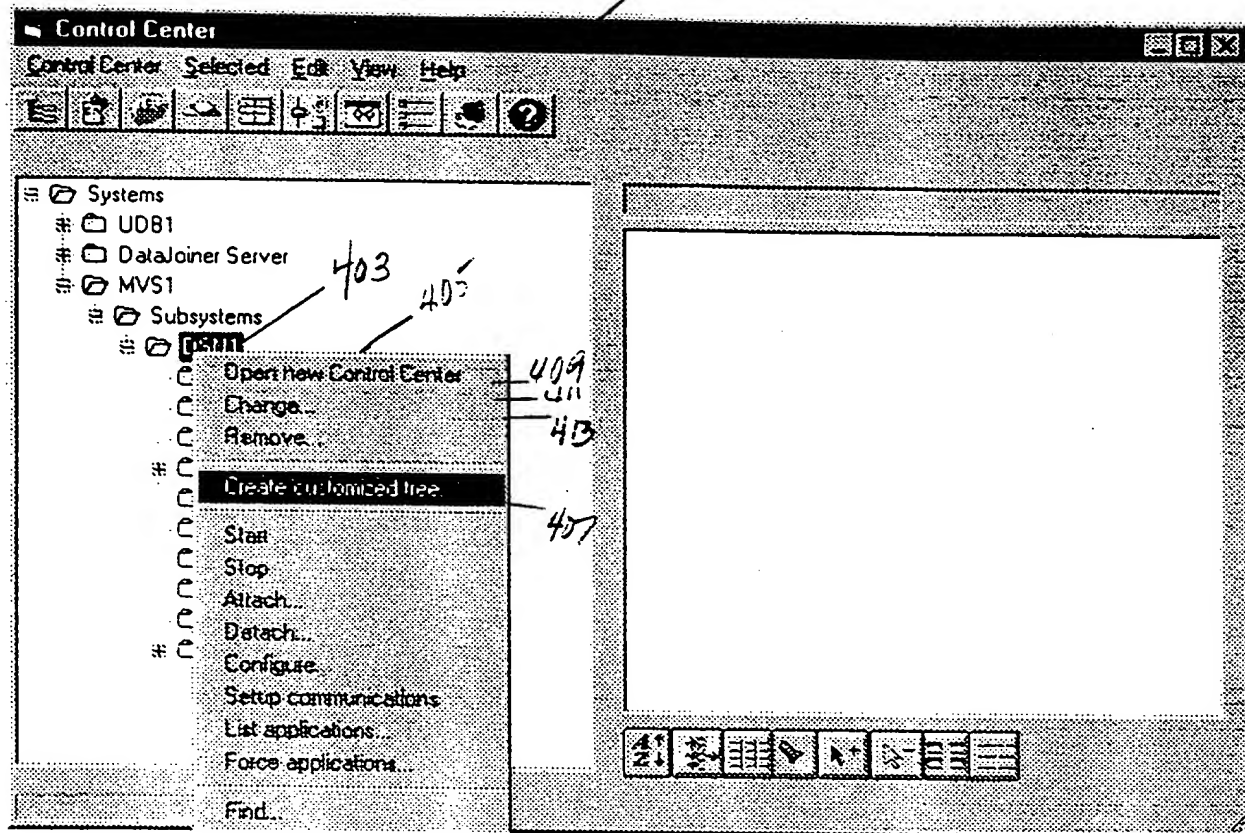 Control Center
Control Center Selected Edit View Help
Systems
UDB1
DataJoiner Server
MVS1
Subsystems
403
Open new Control Center
409
Change...
411
Remove...
413
Create customized tree
407
Start
Stop
Attach...
Detach...
Configure...
Setup communications
List applications...
Force applications...
Find...